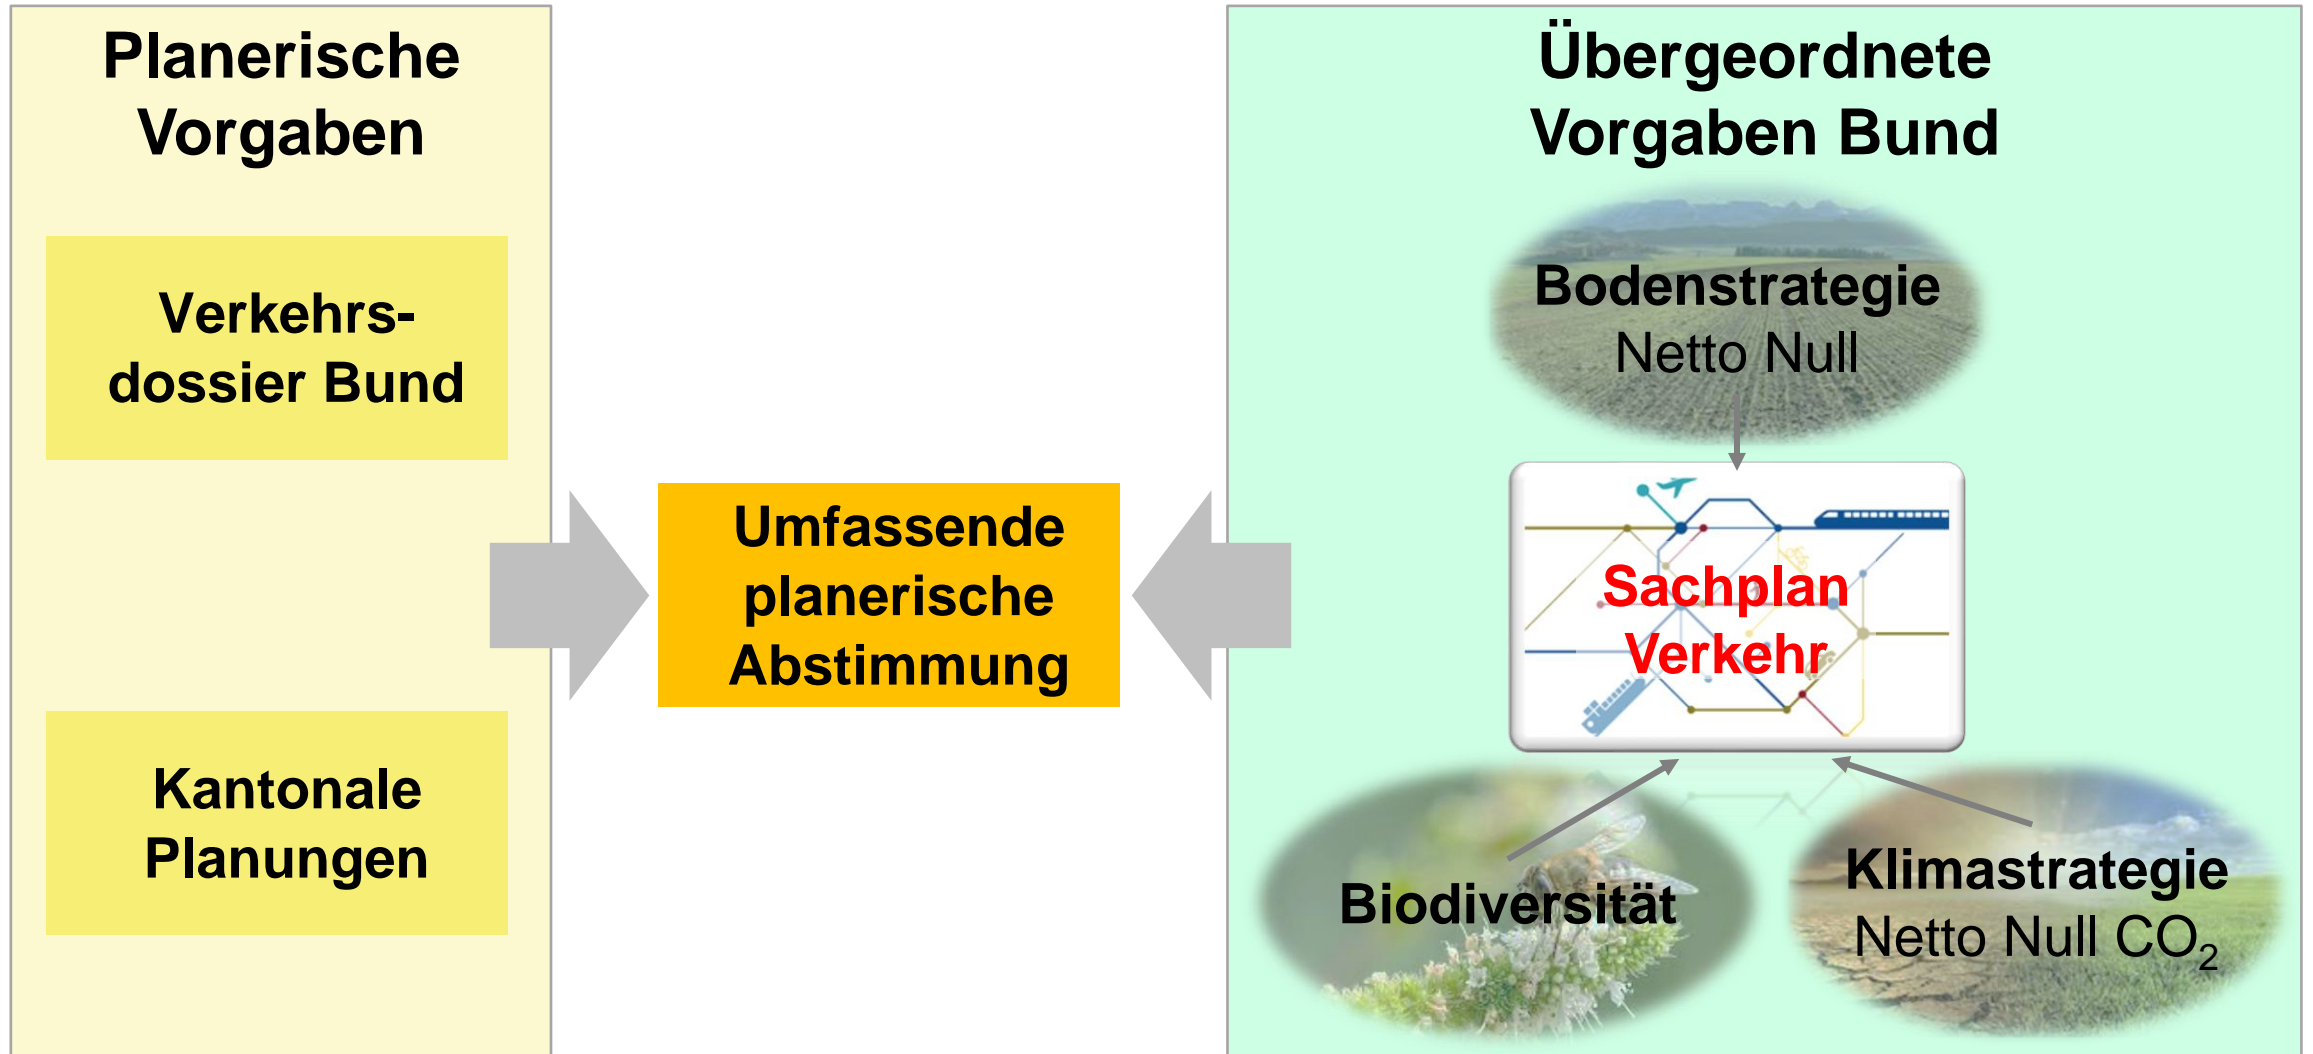 Planerische
Vorgaben
Verkehrs-
dossier Bund
Kantonale
Planungen
Umfassende
planerische
Abstimmung
Übergeordnete
Vorgaben Bund
Bodenstrategie
Netto Null
Sachplan
Verkehr
Biodiversität
Klimastrategie
Netto Null CO₂